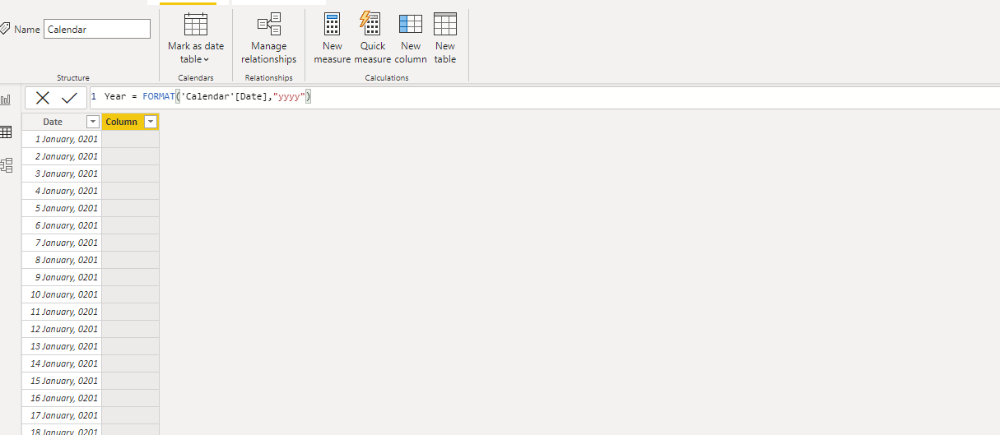 Name Calendar
Mark as date table
Manage relationships
New measure
Quick measure
New column
New table
Structure
Calendars
Relationships
Calculations
1 Year = FORMAT('Calendar'[Date],"yyyy")
Date Column
1 January, 0201
2 January, 0201
3 January, 0201
4 January, 0201
5 January, 0201
6 January, 0201
7 January, 0201
8 January, 0201
9 January, 0201
10 January, 0201
11 January, 0201
12 January, 0201
13 January, 0201
14 January, 0201
15 January, 0201
16 January, 0201
17 January, 0201
18 January, 0201